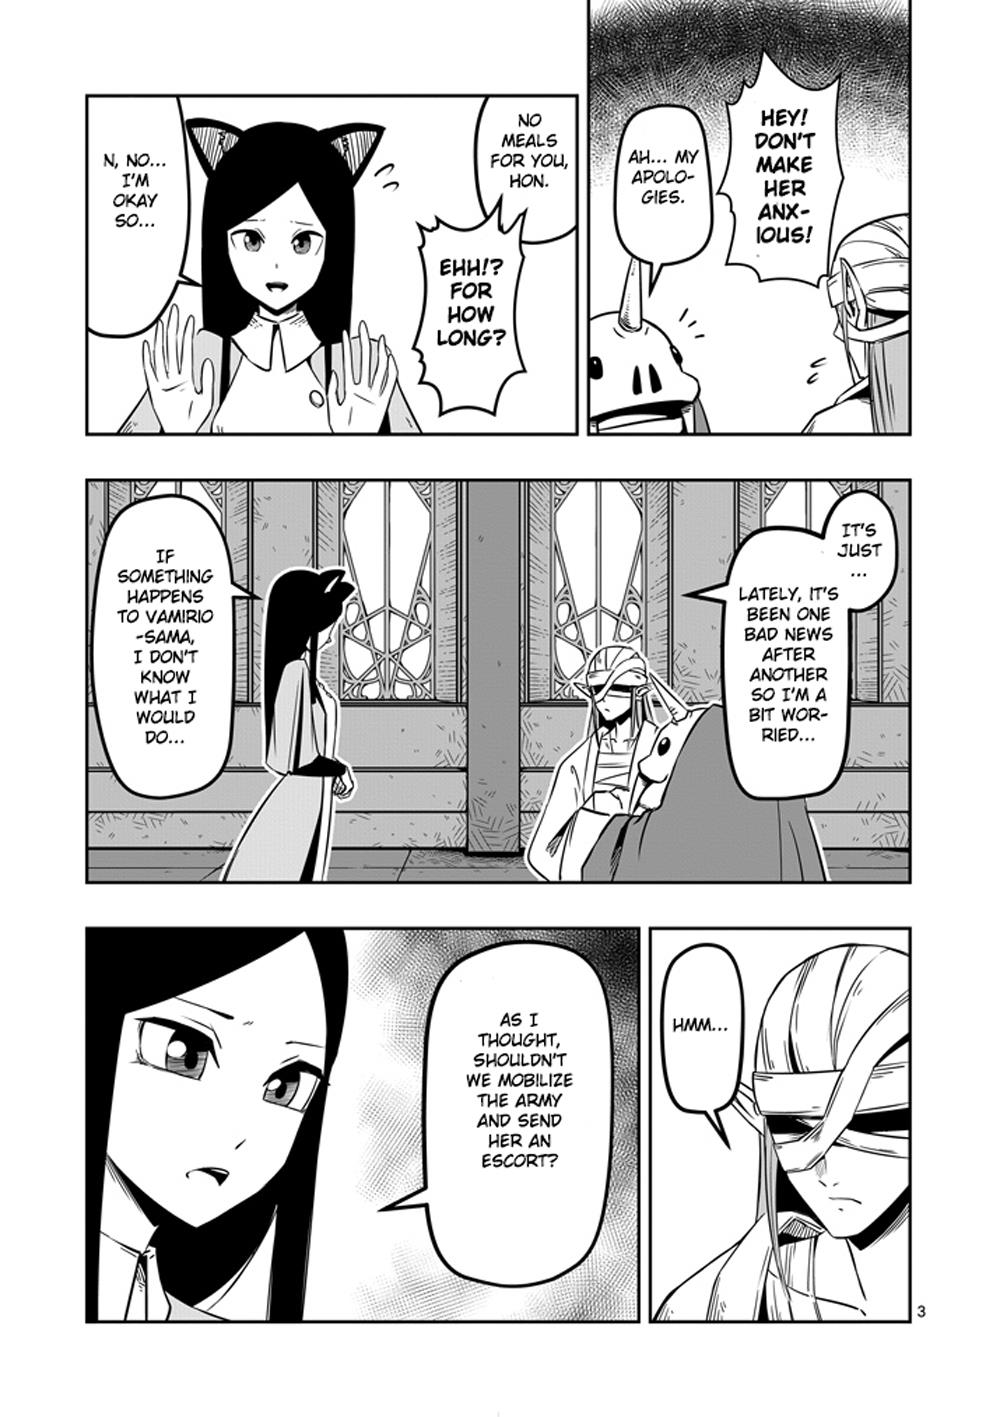 HEY!
DON'T
MAKE
HER
ANX-
IOUS!
AH... MY
APOLO-
GIES.
NO
MEALS
FOR YOU,
HON.
EHH!?
FOR
HOW
LONG?
N, NO...
I'M
OKAY
SO...
IT'S
JUST
...
LATELY, IT'S
BEEN ONE
BAD NEWS
AFTER
ANOTHER
SO I'M A
BIT WOR-
RIED...
IF
SOMETHING
HAPPENS
TO VAMIRIO
-SAMA,
I DON'T
KNOW
WHAT I
WOULD
DO...
HMM...
AS I
THOUGHT,
SHOULDN'T
WE MOBILIZE
THE ARMY
AND SEND
HER AN
ESCORT?
3